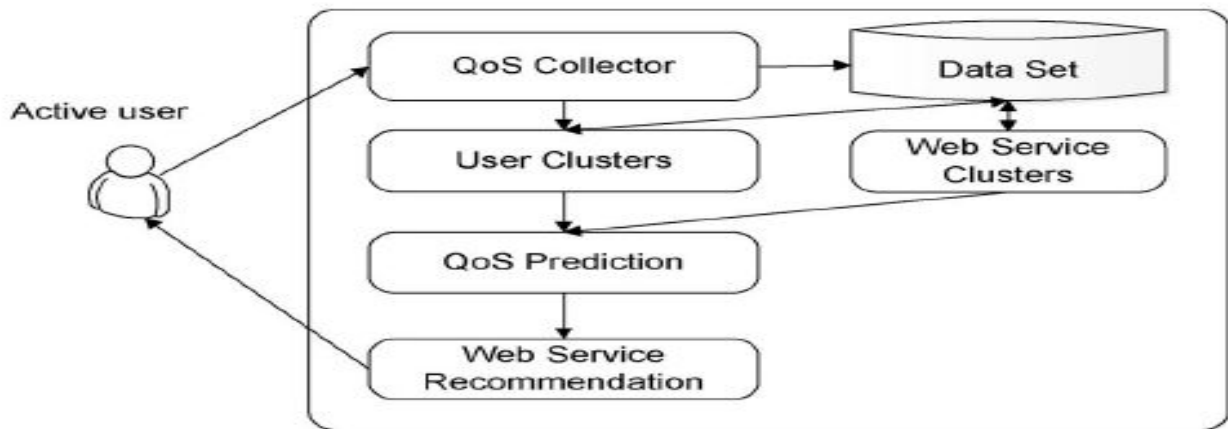 QoS Collector
Data Set
Active user
User Clusters
Web Service
Clusters
QoS Prediction
Web Service
Recommendation